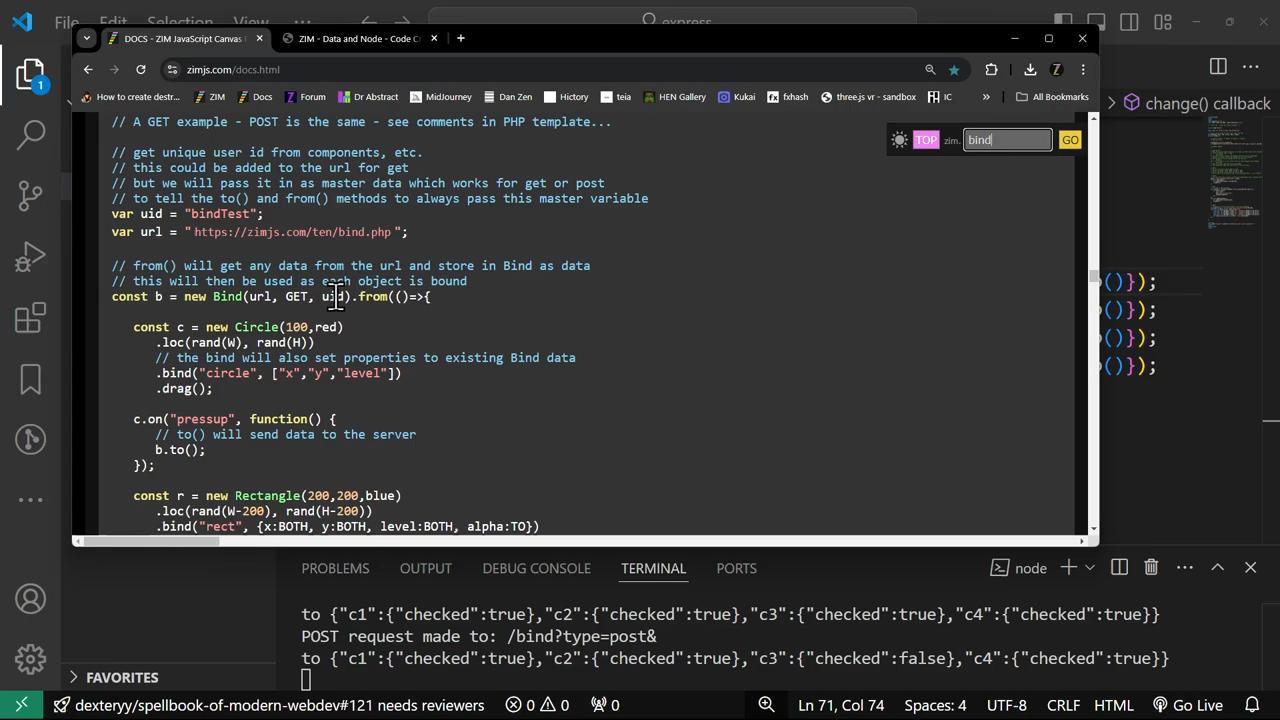 File
Edit
Selection
express
DOCS - ZIM JavaScript Canvas
ZIM - Data and Node - Code C
zimjs.com/docs.html
How to create destr...
ZIM
Docs
Forum
Dr Abstract
MidJourney
Dan Zen
Hictory
teia
HEN Gallery
Kukai
fxhash
three.js vr - sandbox
IC
»
All Bookmarks
// A GET example - POST is the same - see comments in PHP template...
TOP zim. bind GO
// get unique user id from components, etc.
// this could be added to the url for get
// but we will pass it in as master data which works for get or post
// to tell the to() and from() methods to always pass this master variable
var uid = "bindTest";
var url = "https://zimjs.com/ten/bind.php";
// from() will get any data from the url and store in Bind as data
// this will then be used as each object is bound
const b = new Bind(url, GET, uid).from(()=>{
const c = new Circle(100,red)
.loc(rand(W), rand(H))
// the bind will also set properties to existing Bind data
.bind("circle", ["x","y","level"])
.drag();
c.on("pressup", function() {
// to() will send data to the server
b.to();
});
const r = new Rectangle(200,200,blue)
.loc(rand(W-200), rand(H-200))
.bind("rect", {x:BOTH, y:BOTH, level:BOTH, alpha:TO})
change() callback
()});
()});
()});
()});
1
PROBLEMS
OUTPUT
DEBUG CONSOLE
TERMINAL
PORTS
node
to {"c1":{"checked":true},"c2":{"checked":true},"c3":{"checked":true},"c4":{"checked":true}}
POST request made to: /bind?type=post&
to {"c1":{"checked":true},"c2":{"checked":true},"c3":{"checked":false},"c4":{"checked":true}}
FAVORITES
dexteryy/spellbook-of-modern-webdev#121 needs reviewers
0
0
0
Ln 71, Col 74
Spaces: 4
UTF-8
CRLF
HTML
Go Live